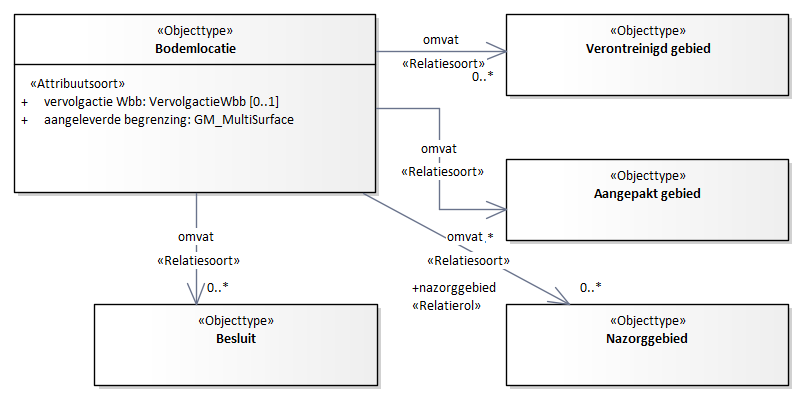 «Objecttype»
Bodemlocatie
«Attribuutsoort»
+ vervolgactie Wbb: VervolgactieWbb [0..1]
+ aangeleverde begrenzing: GM_MultiSurface
omvat
«Relatiesoort»
0..*
«Objecttype»
Verontreinigd gebied
omvat
«Relatiesoort»
«Objecttype»
Aangepakt gebied
omvat
«Relatiesoort»
0..*
«Objecttype»
Besluit
omvat .*
«Relatiesoort»
+nazorggebied
«Relatierol»
0..*
«Objecttype»
Nazorggebied